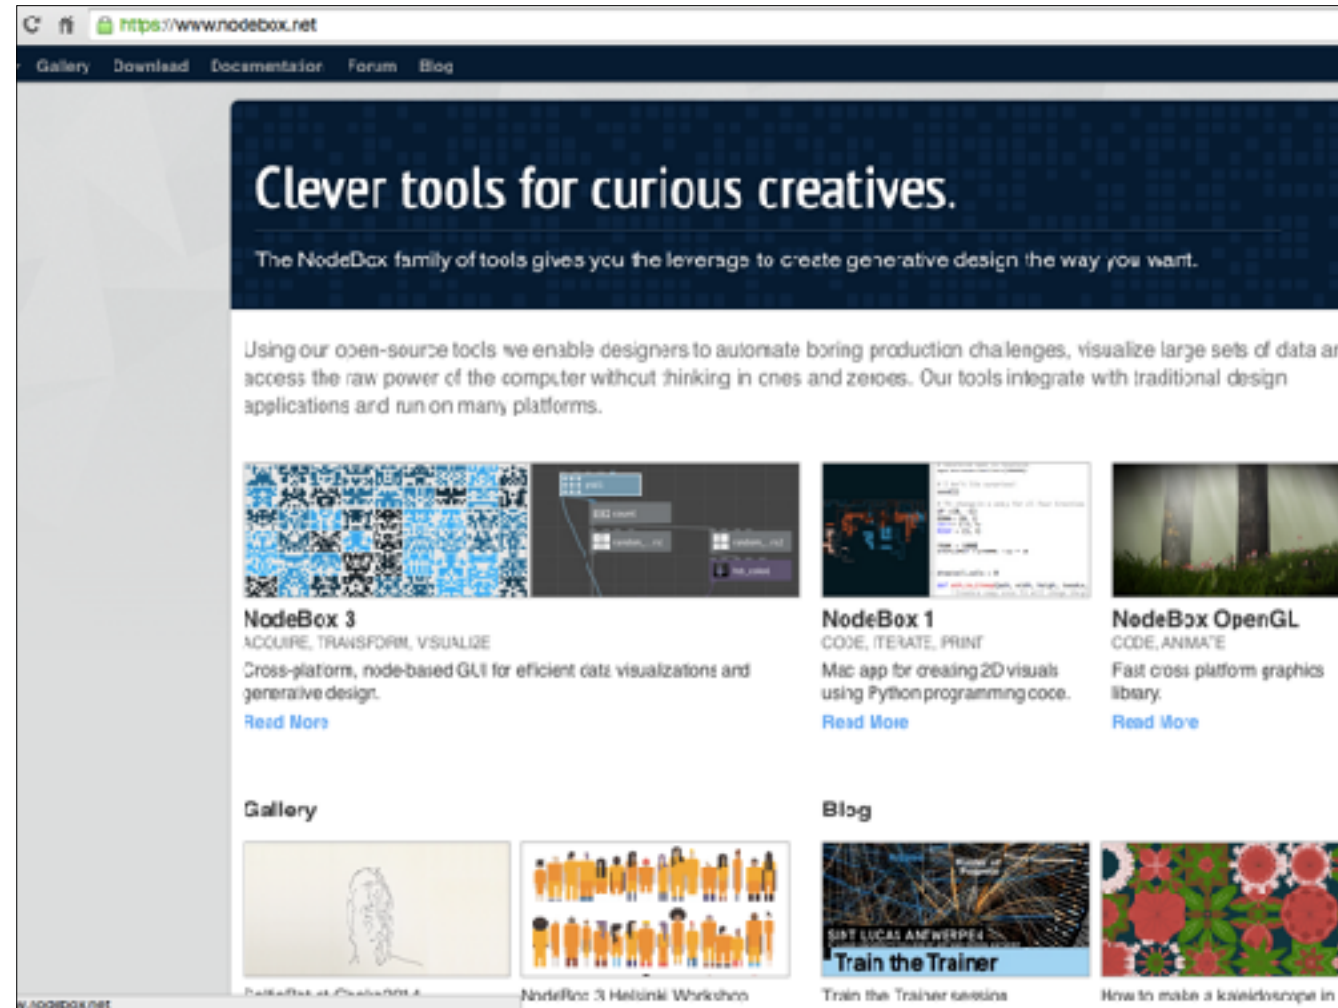 https://www.nodebox.net
Gallery Download Documentation Forum Blog
Clever tools for curious creatives.
The NodeBox family of tools gives you the leverage to create generative design the way you want.
Using our open-source tools we enable designers to automate boring production challenges, visualize large sets of data
access the raw power of the computer without thinking in ones and zeroes. Our tools integrate with traditional design
applications and run on many platforms.
NodeBox 3
ACQUIRE, TRANSFORM, VISUALIZE
Cross-platform, node-based GUI for efficient data visualizations and
generative design.
Read More
NodeBox 1
CODE, ITERATE, PRINT
Mac app for creating 2D visuals
using Python programming code.
Read More
NodeBox OpenGL
CODE, ANIMATE
Fast cross platform graphics
library.
Read More
Gallery
Blog
SINT LUCAS ANTWERPEN
Train the Trainer
NodeBox 3 Helsinki Workshop
Train the Trainer session
How to make a kaleidoscope in
w.nodebox.net